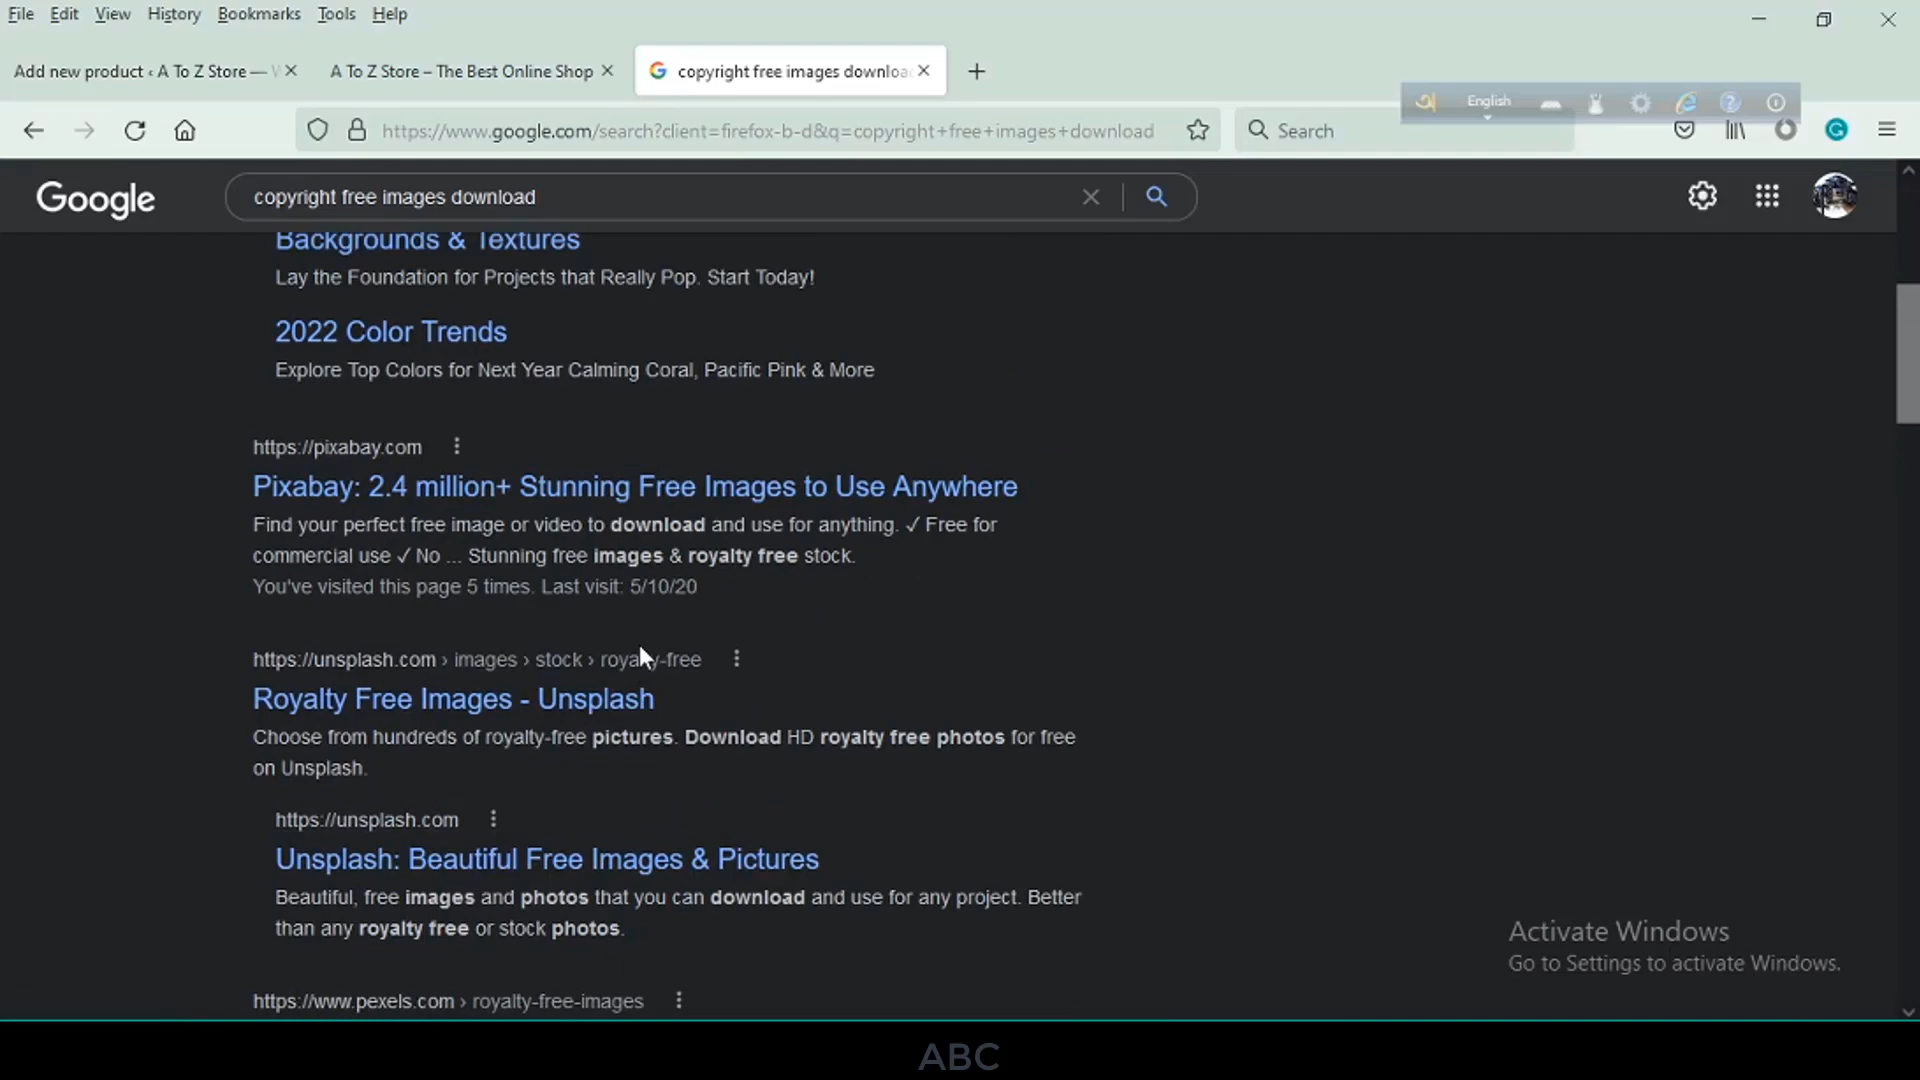 File Edit View History Bookmarks Tools Help
Add new product ‹ A To Z Store —
A To Z Store – The Best Online Shop
copyright free images downloa
English
https://www.google.com/search?client=firefox-b-d&q=copyright+free+images+download
Search
Google
copyright free images download
Backgrounds & Textures
Lay the Foundation for Projects that Really Pop. Start Today!
2022 Color Trends
Explore Top Colors for Next Year Calming Coral, Pacific Pink & More
https://pixabay.com
Pixabay: 2.4 million+ Stunning Free Images to Use Anywhere
Find your perfect free image or video to download and use for anything. ✓ Free for
commercial use ✓ No ... Stunning free images & royalty free stock.
You've visited this page 5 times. Last visit: 5/10/20
https://unsplash.com › images › stock › royalty-free
Royalty Free Images - Unsplash
Choose from hundreds of royalty-free pictures. Download HD royalty free photos for free
on Unsplash.
https://unsplash.com
Unsplash: Beautiful Free Images & Pictures
Beautiful, free images and photos that you can download and use for any project. Better
than any royalty free or stock photos.
Activate Windows
Go to Settings to activate Windows.
https://www.pexels.com › royalty-free-images
ABC